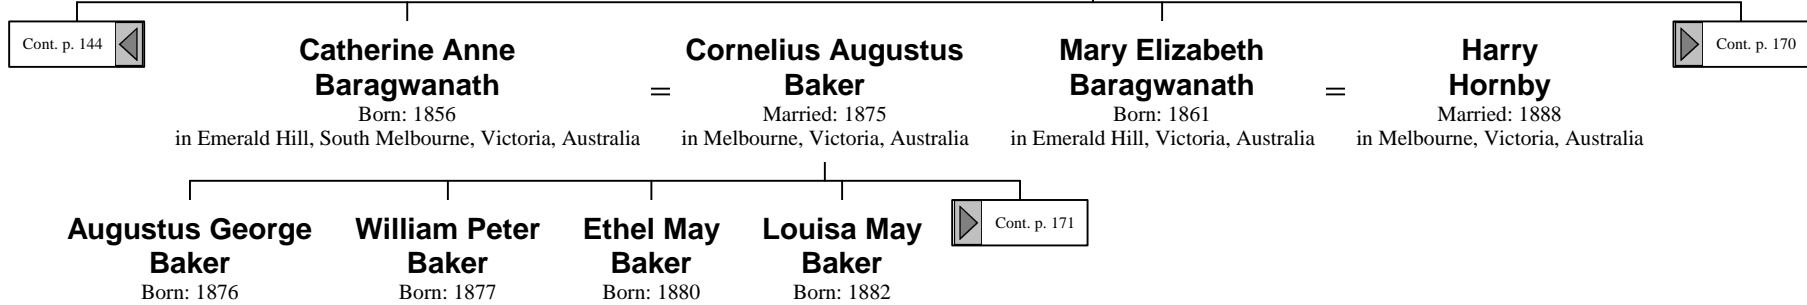 Cont. p. 144
Catherine Anne
Baragwanath
Born: 1856
in Emerald Hill, South Melbourne, Victoria, Australia
=
Cornelius Augustus
Baker
Married: 1875
in Melbourne, Victoria, Australia
Mary Elizabeth
Baragwanath
Born: 1861
in Emerald Hill, Victoria, Australia
=
Harry
Hornby
Married: 1888
in Melbourne, Victoria, Australia
Cont. p. 170
Augustus George
Baker
Born: 1876
William Peter
Baker
Born: 1877
Ethel May
Baker
Born: 1880
Louisa May
Baker
Born: 1882
Cont. p. 171